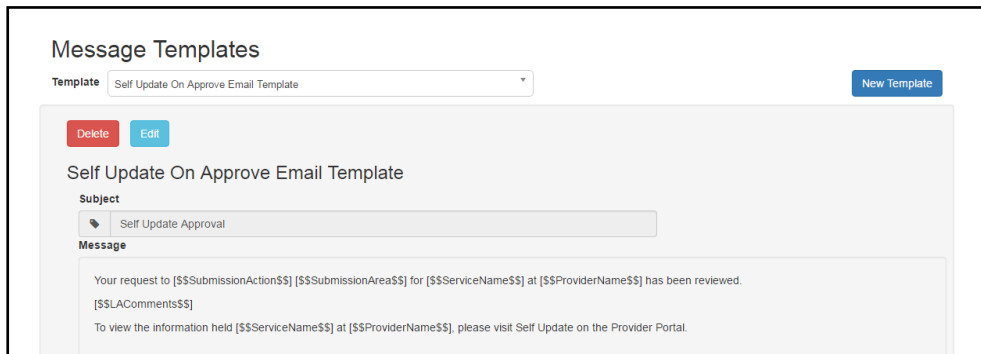 Message Templates
Template Self Update On Approve Email Template New Template
Delete Edit
Self Update On Approve Email Template
Subject
Self Update Approval
Message
Your request to [$$SubmissionAction$$] [$$SubmissionArea$$] for [$$ServiceName$$] at [$$ProviderName$$] has been reviewed.
[$$LAComments$$]
To view the information held [$$ServiceName$$] at [$$ProviderName$$], please visit Self Update on the Provider Portal.